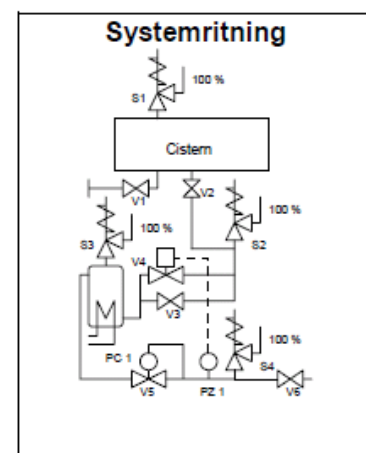 Systemritning
100 %
S1
Cistern
V1
V2
100 %
S3
100 %
S2
V4
V3
PC 1
100 %
V5
PZ 1
S4
V6